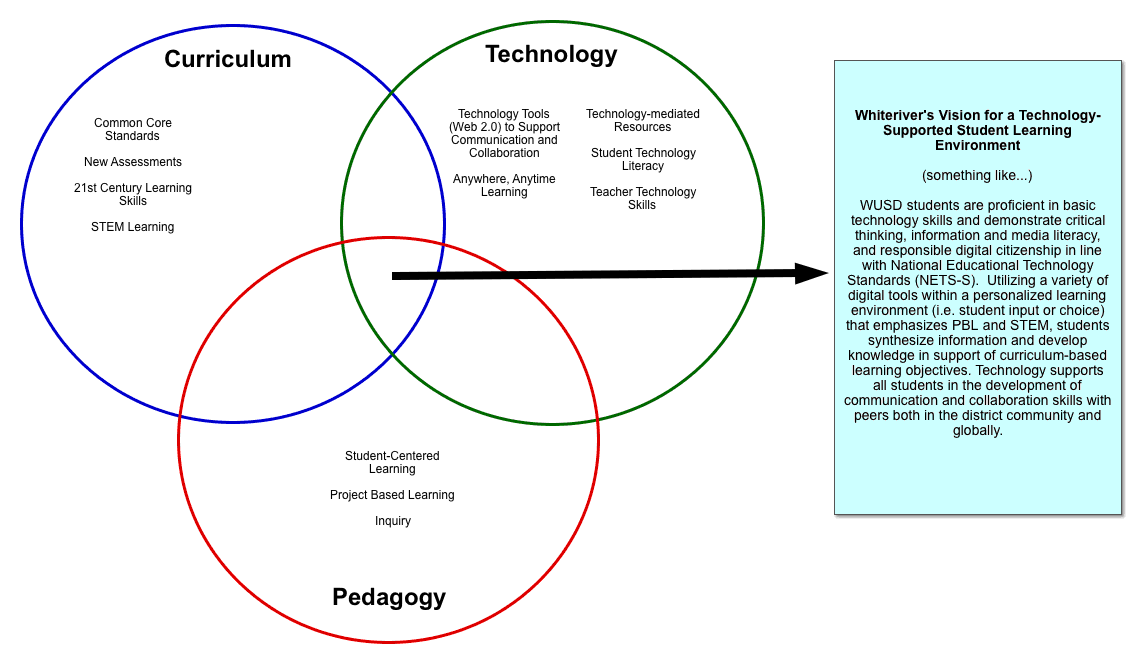 Curriculum
Common Core
Standards
New Assessments
21st Century Learning
Skills
STEM Learning
Technology
Technology Tools
(Web 2.0) to Support
Communication and
Collaboration
Anywhere, Anytime
Learning
Technology-mediated
Resources
Student Technology
Literacy
Teacher Technology
Skills
Student-Centered
Learning
Project Based Learning
Inquiry
Pedagogy
Whiteriver's Vision for a Technology-
Supported Student Learning
Environment
(something like...)
WUSD students are proficient in basic
technology skills and demonstrate critical
thinking, information and media literacy,
and responsible digital citizenship in line
with National Educational Technology
Standards (NETS-S).  Utilizing a variety of
digital tools within a personalized learning
environment (i.e. student input or choice)
that emphasizes PBL and STEM, students
synthesize information and develop
knowledge in support of curriculum-based
learning objectives. Technology supports
all students in the development of
communication and collaboration skills with
peers both in the district community and
globally.